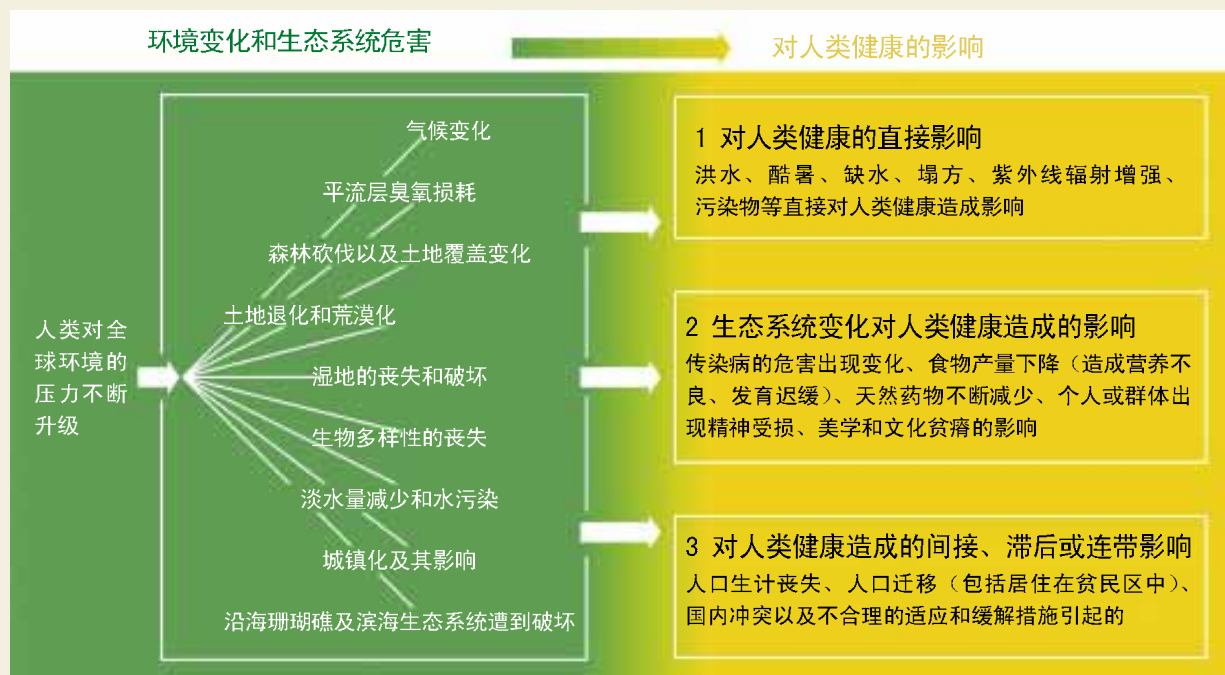 环境变化和生态系统危害
对人类健康的影响
人类对全
球环境的
压力不断
升级
气候变化
平流层臭氧损耗
森林砍伐以及土地覆盖变化
土地退化和荒漠化
湿地的丧失和破坏
生物多样性的丧失
淡水量减少和水污染
城镇化及其影响
沿海珊瑚礁及滨海生态系统遭到破坏
1 对人类健康的直接影响
洪水、酷暑、缺水、塌方、紫外线辐射增强、
污染物等直接对人类健康造成影响
2 生态系统变化对人类健康造成的影响
传染病的危害出现变化、食物产量下降（造成营养不
良、发育迟缓）、天然药物不断减少、个人或群体出
现精神受损、美学和文化贫瘠的影响
3 对人类健康造成的间接、滞后或连带影响
人口生计丧失、人口迁移（包括居住在贫民区中）、
国内冲突以及不合理的适应和缓解措施引起的